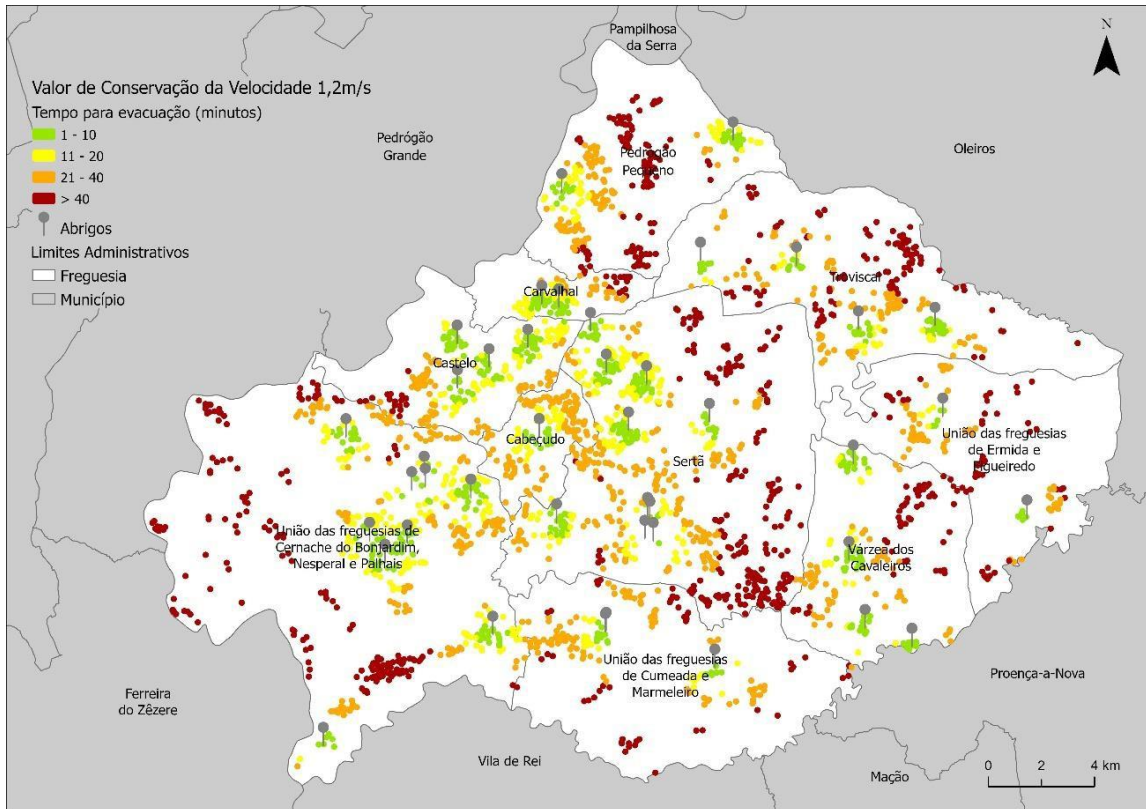 Pampilhosa
da Serra
N
Valor de Conservação da Velocidade 1,2m/s
Tempo para evacuação (minutos)
1 - 10
11 - 20
21 - 40
> 40
Abrigos
Limites Administrativos
Freguesia
Município
Pedrógão
Grande
Oleiros
Pedrógão
Pequeno
Troviscal
Carvalhal
Castelo
Cabeçudo
Sertã
União das freguesias
de Ermida e
Figueiredo
União das freguesias de
Cernache do Bonjardim,
Nesperal e Palhais
Várzea dos
Cavaleiros
União das freguesias
de Cumeada e
Marmeleiro
Proença-a-Nova
Ferreira
do Zêzere
Vila de Rei
Mação
0 2 4 km